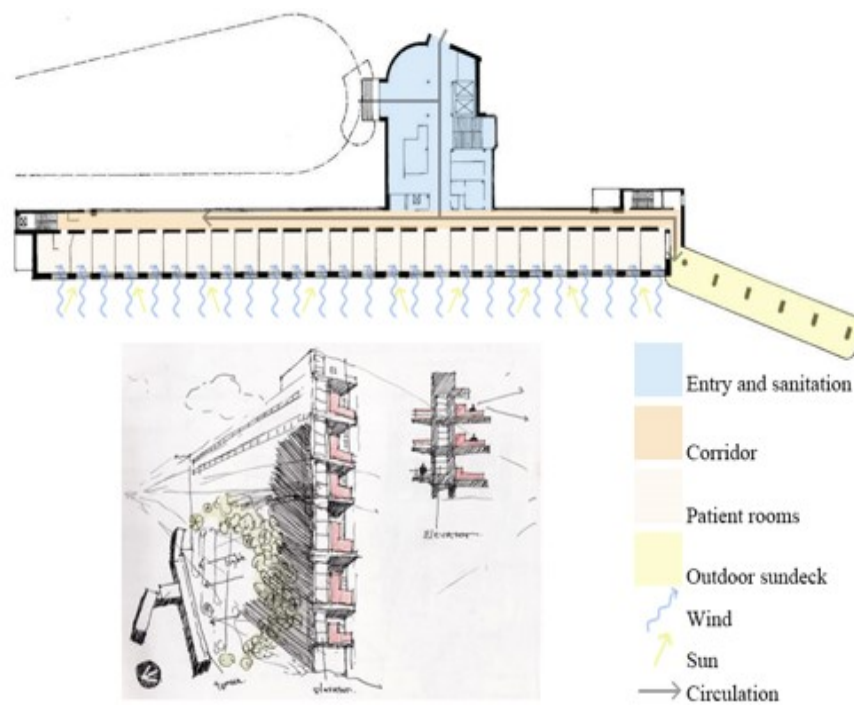 Entry and sanitation
Corridor
Patient rooms
Outdoor sundeck
Wind
Sun
Circulation